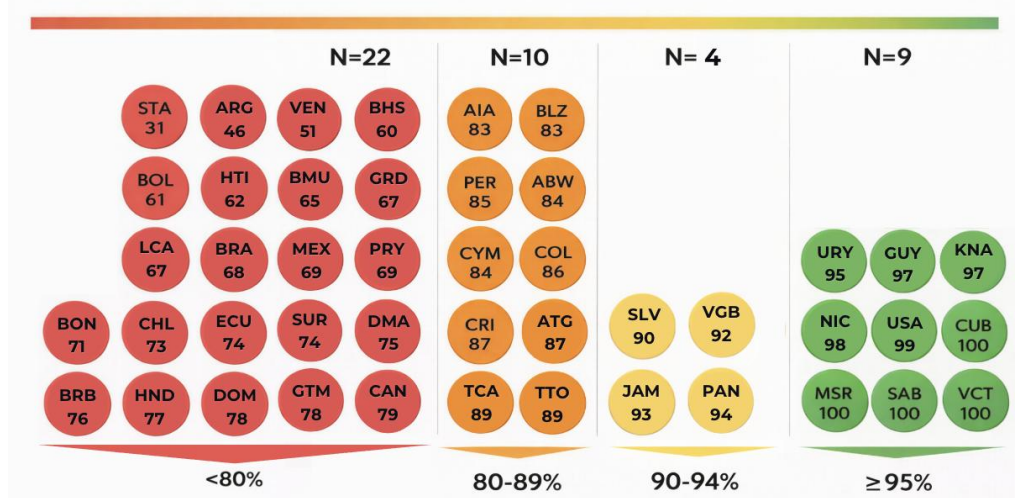 N=22
N=10
N= 4
N=9
STA
31
ARG
46
VEN
51
BHS
60
BOL
61
HTI
62
BMU
65
GRD
67
LCA
67
BRA
68
MEX
69
PRY
69
BON
71
CHL
73
ECU
74
SUR
74
DMA
75
BRB
76
HND
77
DOM
78
GTM
78
CAN
79
<80%
AIA
83
BLZ
83
PER
85
ABW
84
CYM
84
COL
86
CRI
87
ATG
87
TCA
89
TTO
89
80-89%
SLV
90
VGB
92
JAM
93
PAN
94
90-94%
URY
95
GUY
97
KNA
97
NIC
98
USA
99
CUB
100
MSR
100
SAB
100
VCT
100
≥95%